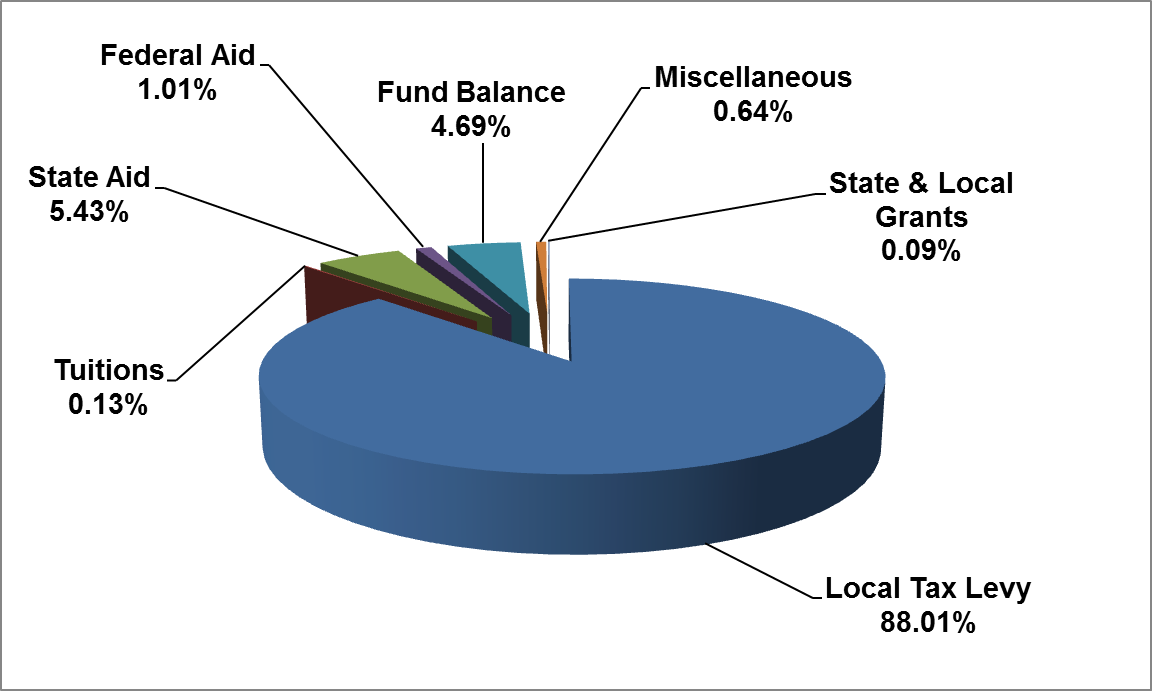 Federal Aid
1.01%
Fund Balance
4.69%
Miscellaneous
0.64%
State Aid
5.43%
State & Local
Grants
0.09%
Tuitions
0.13%
Local Tax Levy
88.01%